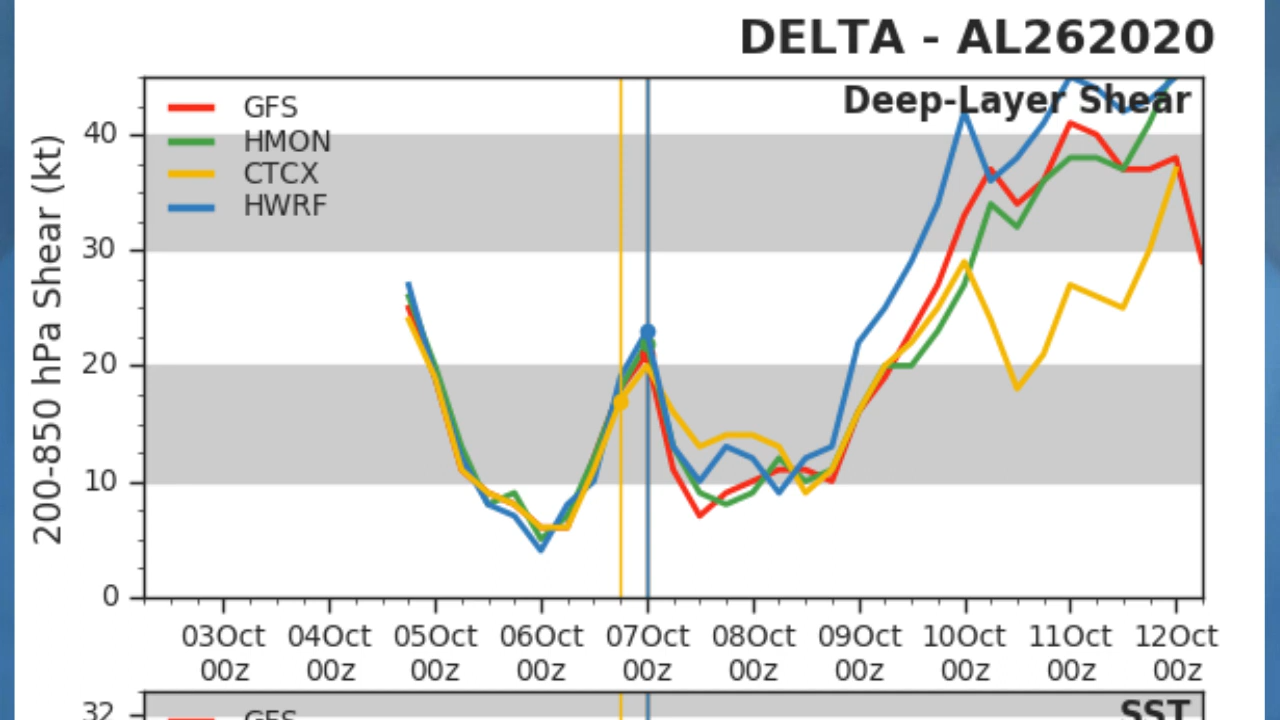 DELTA - AL262020
Deep-Layer Shear
GFS
HMON
CTCX
HWRF
200-850 hPa Shear (kt)
40
30
20
10
0
03Oct 04Oct 05Oct 06Oct 07Oct 08Oct 09Oct 10Oct 11Oct 12Oct
00z 00z 00z 00z 00z 00z 00z 00z 00z 00z
32
GFS
SST